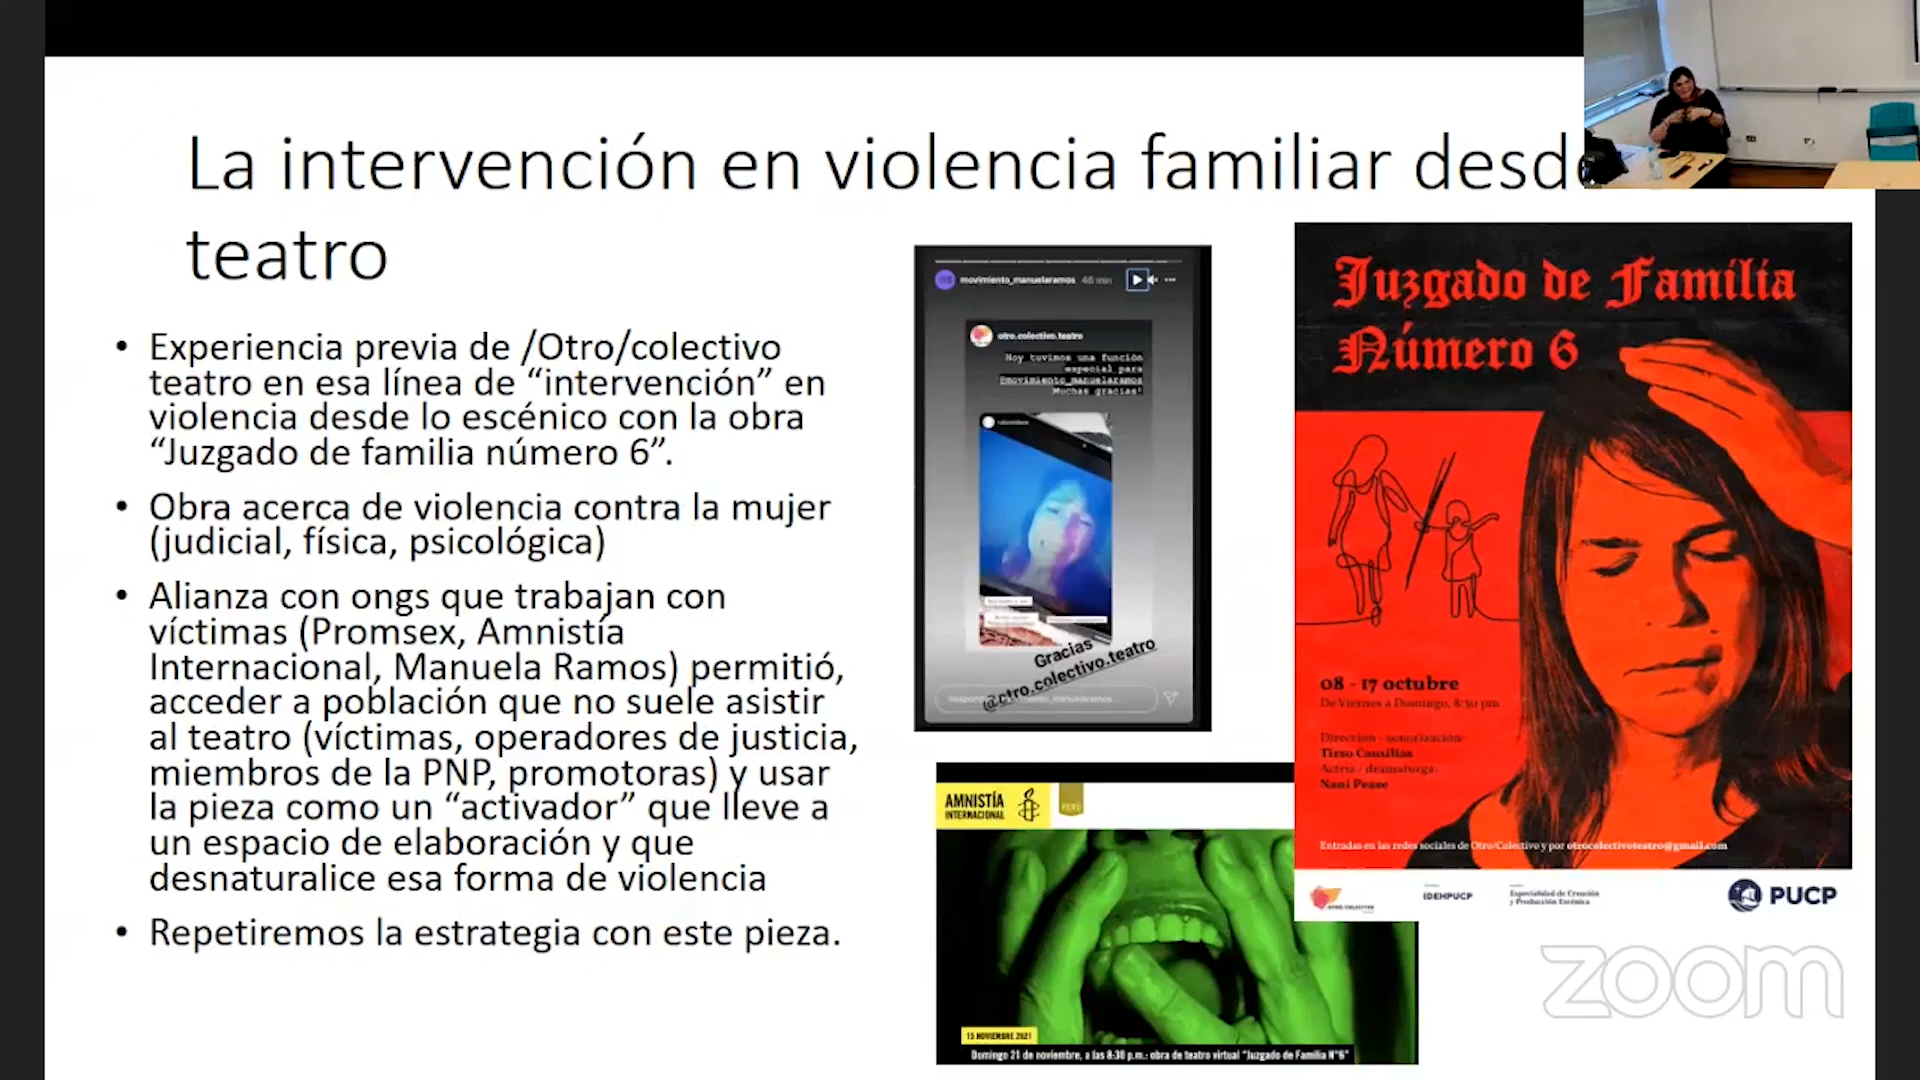 La intervención en violencia familiar desde
teatro
• Experiencia previa de /Otro/colectivo
teatro en esa línea de “intervención” en
violencia desde lo escénico con la obra
“Juzgado de familia número 6”.
• Obra acerca de violencia contra la mujer
(judicial, física, psicológica)
• Alianza con ongs que trabajan con
víctimas (Promsex, Amnistía
Internacional, Manuela Ramos) permitió,
acceder a población que no suele asistir
al teatro (víctimas, operadores de justicia,
miembros de la PNP, promotoras) y usar
la pieza como un “activador” que lleve a
un espacio de elaboración y que
desnaturalice esa forma de violencia
• Repetiremos la estrategia con este pieza.
movimiento_manuelaramos 46 min
otro.colectivo.teatro
Hoy tuvimos una función
especial para
@movimiento_manuelaramos
Muchas gracias!
Gracias
@otro.colectivo.teatro
AMNISTÍA
INTERNACIONAL
PERÚ
15 NOVIEMBRE 2021
Domingo 21 de noviembre, a las 8:30 p.m.: obra de teatro virtual "Juzgado de Familia N°6"
Juzgado de Familia
Número 6
08 - 17 octubre
De Viernes a Domingo, 8:30 pm
Dirección - sonorización:
Tirso Causillas
Actriz / dramaturga:
Nani Pease
Entradas en las redes sociales de Otro/Colectivo y por otrocolectivoteatro@gmail.com
IDEHPUCP
Especialidad de Creación
y Producción Escénica
PUCP
zoom